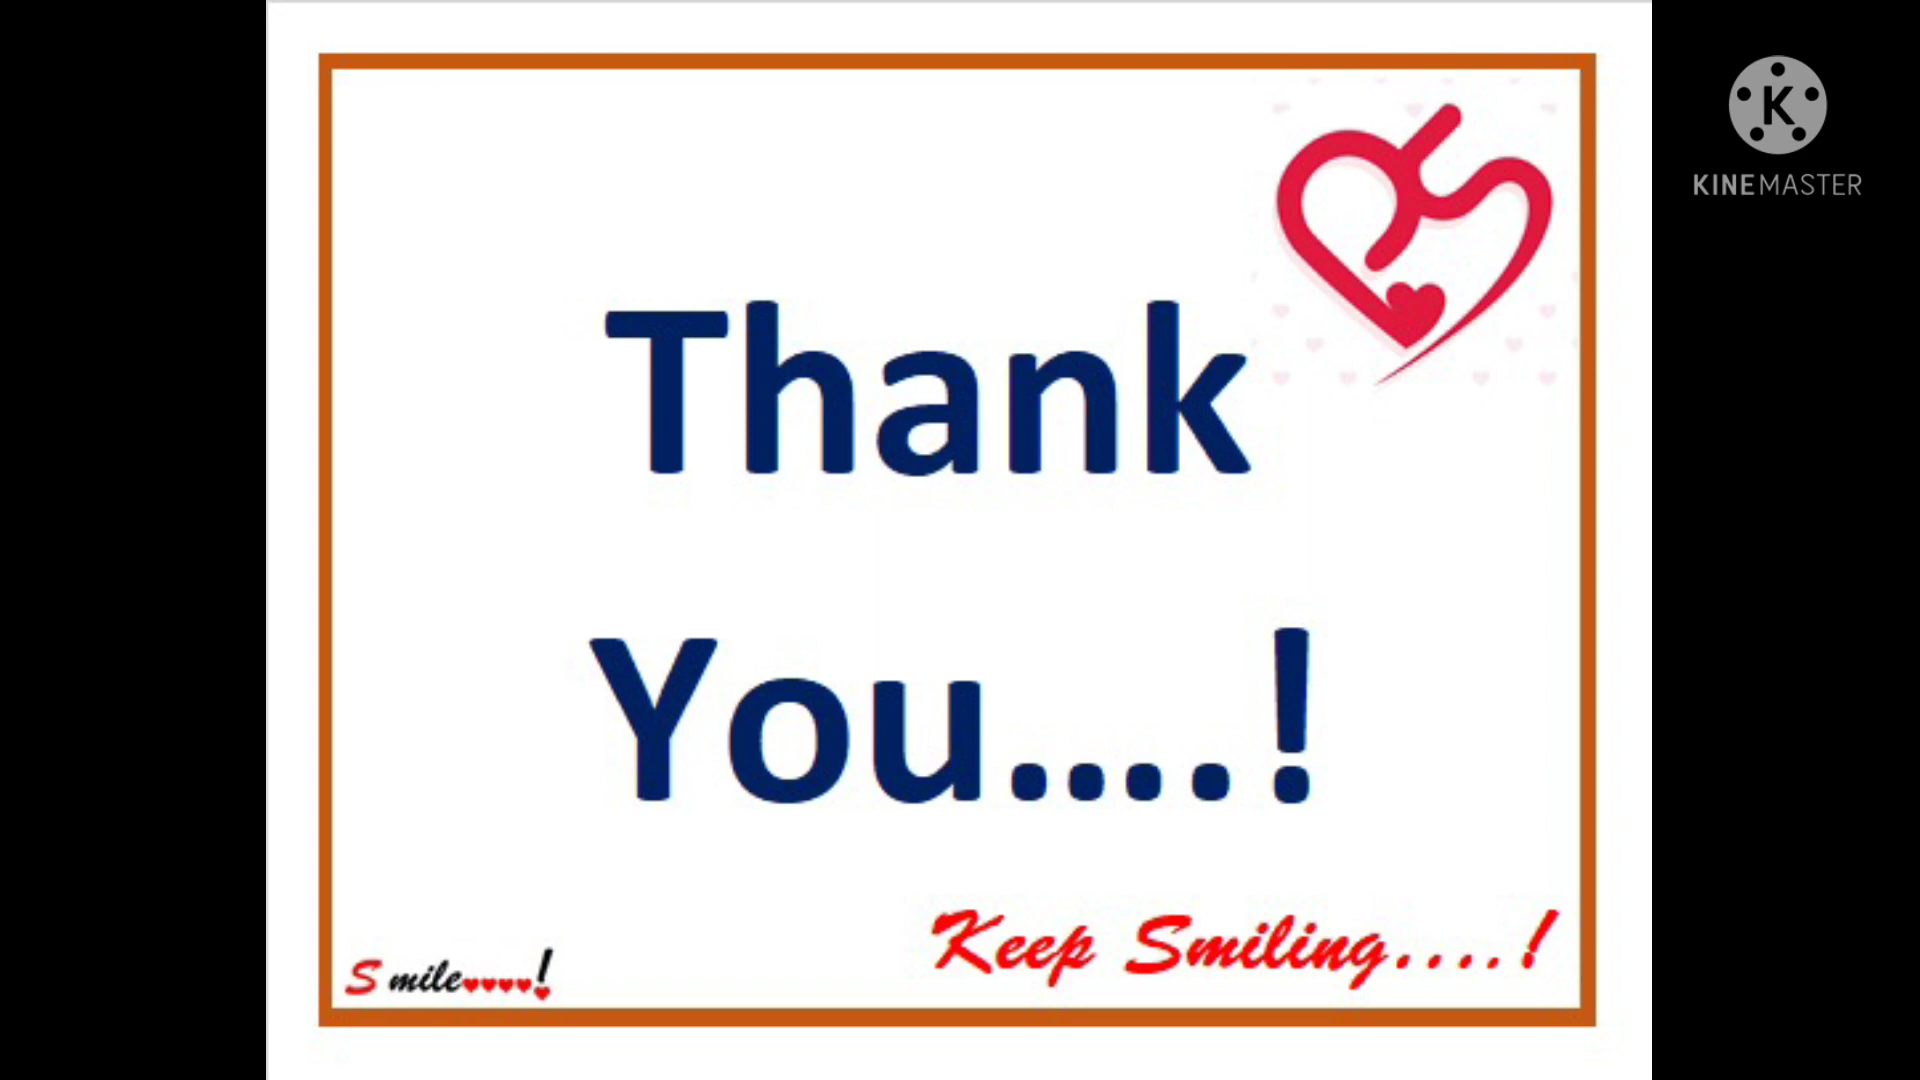 K
KINEMASTER
Thank
You....!
Keep Smiling....!
S mile♥♥♥♥!